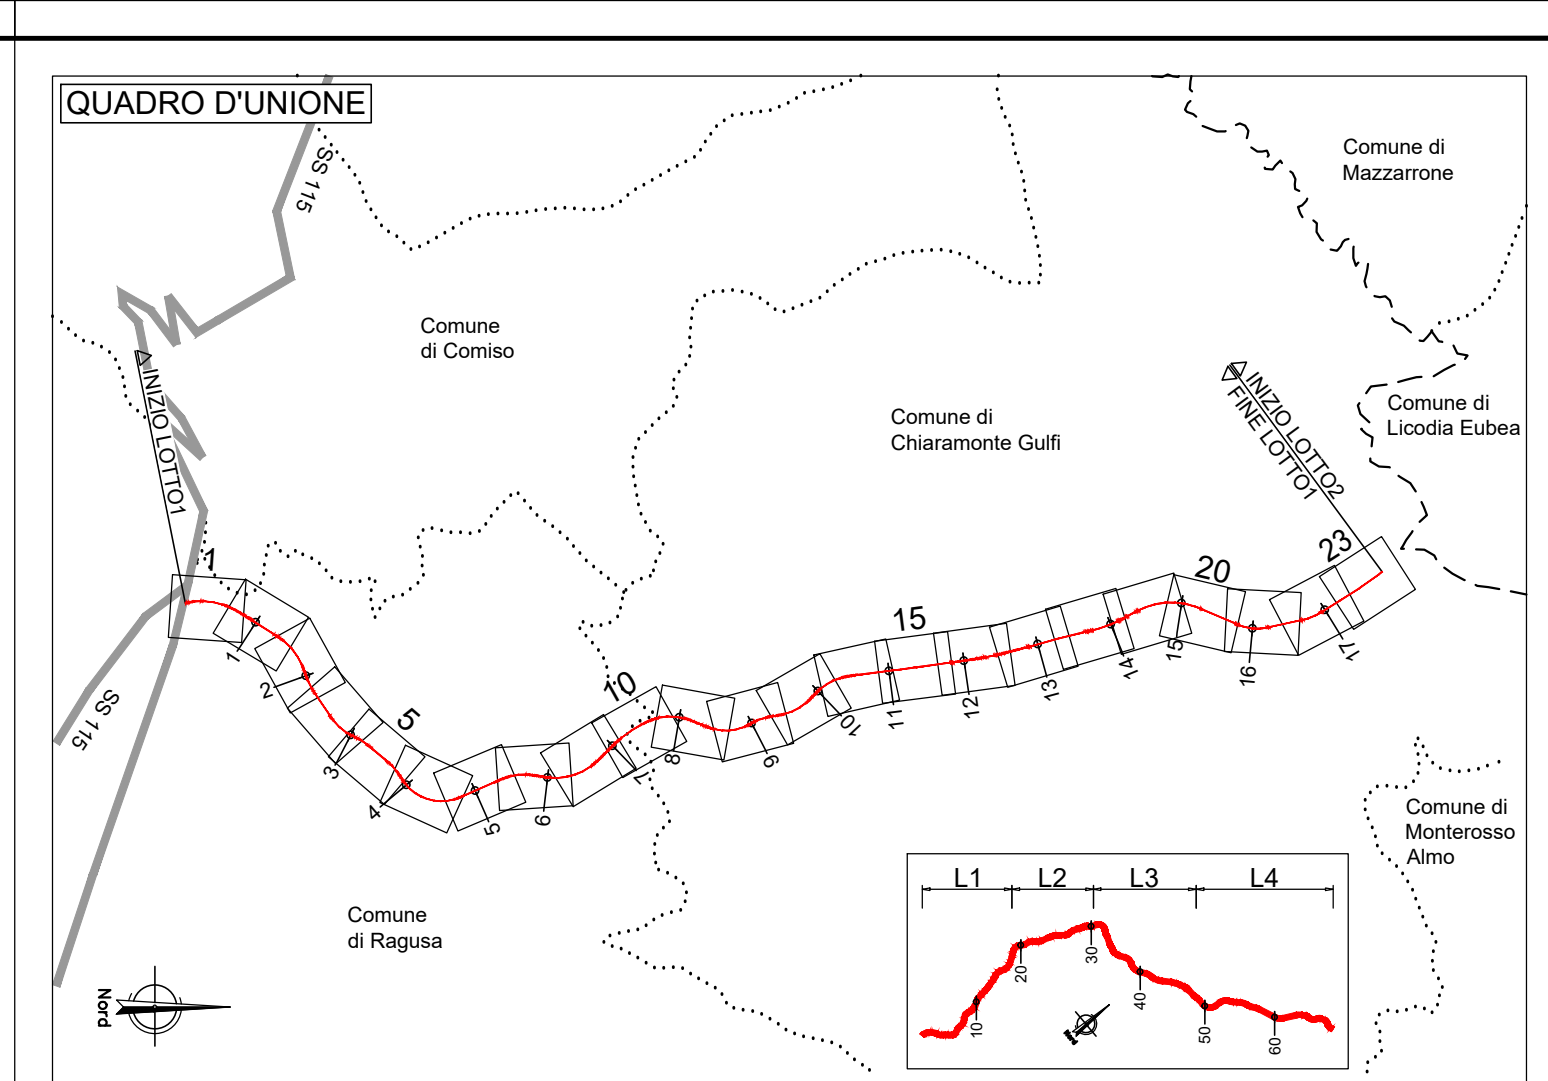 QUADRO D'UNIONE
SS 115
Comune di
Mazzarrone
Comune
di Comiso
INIZIO LOTTO1
Comune di
Chiaramonte Gulfi
INIZIO LOTTO2
FINE LOTTO1
Comune di
Licodia Eubea
1
5
10
15
20
23
1
2
3
4
5
6
7
8
9
10
11
12
13
14
15
16
17
SS 115
Comune di
Monterosso
Almo
Comune
di Ragusa
Nord
L1
L2
L3
L4
10
20
30
40
50
60